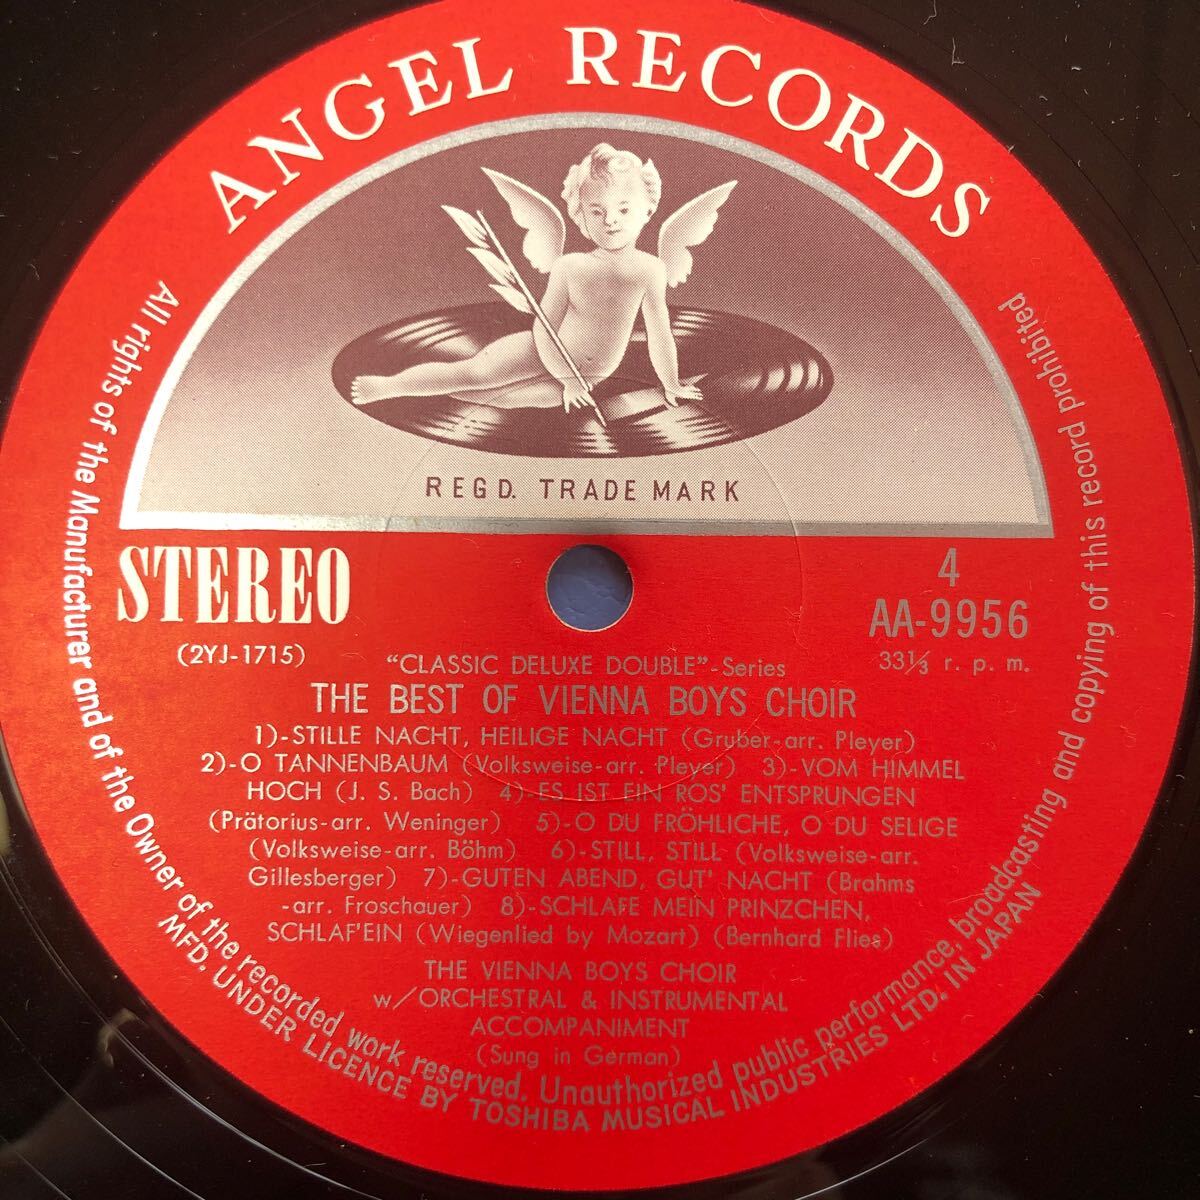 ANGEL RECORDS
REGD. TRADE MARK
STEREO
(2YJ-1715)
4
AA-9956
33⅓ r. p. m.
"CLASSIC DELUXE DOUBLE"-Series
THE BEST OF VIENNA BOYS CHOIR
1)-STILLE NACHT, HEILIGE NACHT (Gruber-arr. Pleyer)
2)-O TANNENBAUM (Volksweise-arr. Pleyer) 3)-VOM HIMMEL
HOCH (J. S. Bach) 4)-ES IST EIN ROS' ENTSPRUNGEN
(Prätorius-arr. Weninger) 5)-O DU FRÖHLICHE, O DU SELIGE
(Volksweise-arr. Böhm) 6)-STILL, STILL (Volksweise-arr.
Gillesberger) 7)-GUTEN ABEND, GUT' NACHT (Brahms
-arr. Froschauer) 8)-SCHLAFE MEIN PRINZCHEN,
SCHLAF'EIN (Wiegenlied by Mozart) (Bernhard Flies)
THE VIENNA BOYS CHOIR
w/ORCHESTRAL & INSTRUMENTAL
ACCOMPANIMENT
(Sung in German)
All rights of the Manufacturer and of the Owner of the recorded work reserved. Unauthorized public performance, broadcasting and copying of this record prohibited
MFD. UNDER LICENCE BY TOSHIBA MUSICAL INDUSTRIES LTD. IN JAPAN